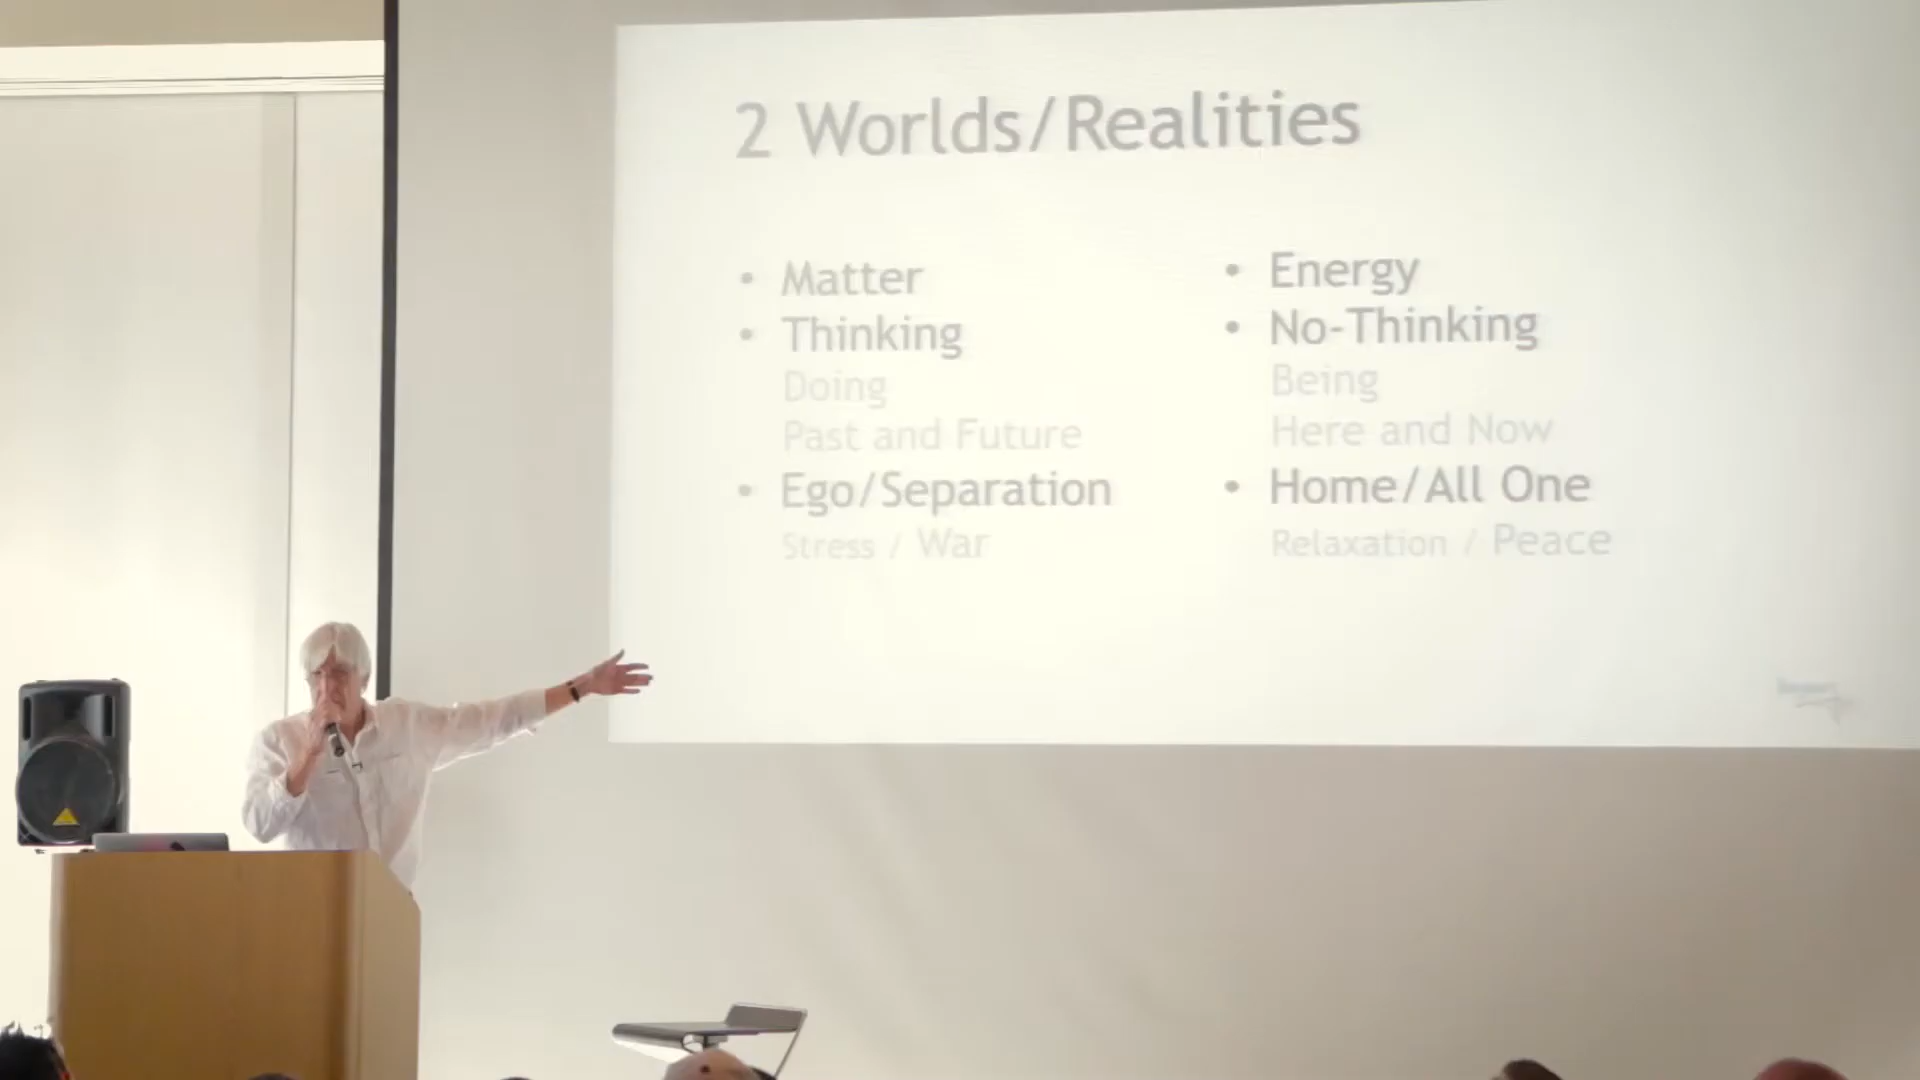 2 Worlds/Realities
• Matter
• Thinking
Doing
Past and Future
• Ego/Separation
Stress / War
• Energy
• No-Thinking
Being
Here and Now
• Home/All One
Relaxation / Peace